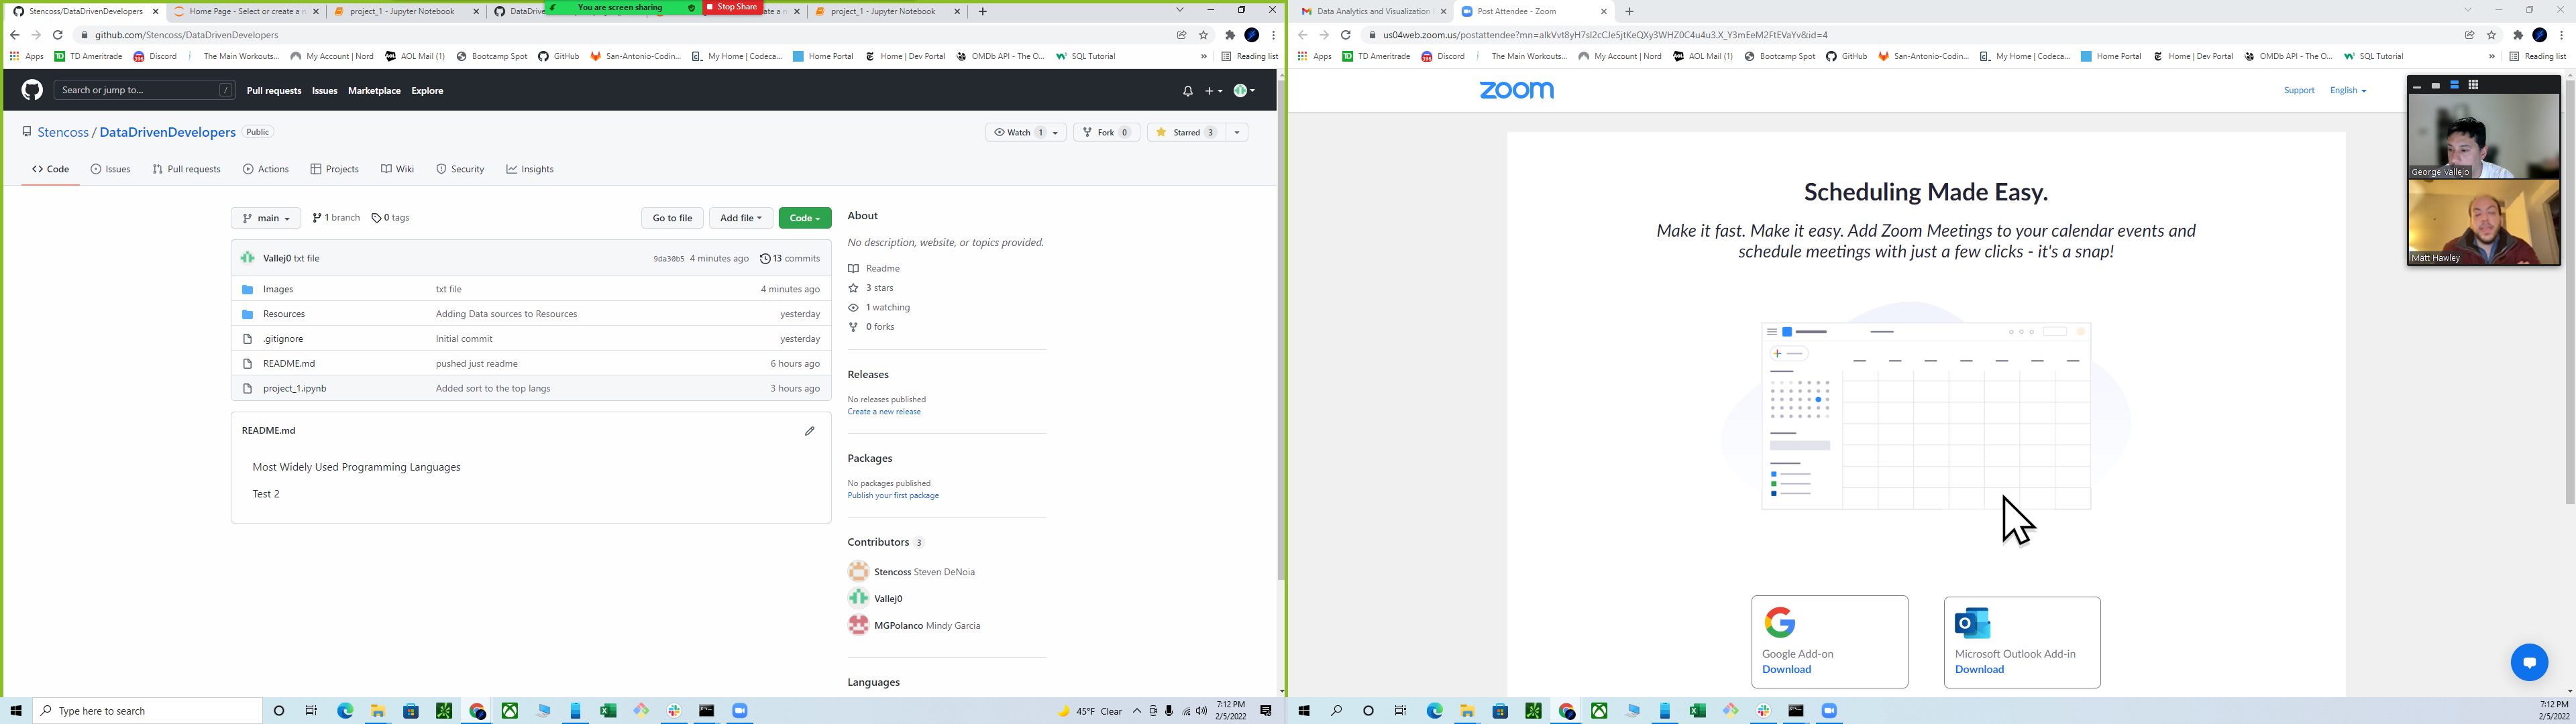 Stencoss/DataDrivenDevelopers
Home Page - Select or create a n
project_1 - Jupyter Notebook
DataDrive
You are screen sharing
Stop Share
ate a n
project_1 - Jupyter Notebook
github.com/Stencoss/DataDrivenDevelopers
Apps
TD Ameritrade
Discord
The Main Workouts...
My Account | Nord
AOL Mail (1)
Bootcamp Spot
GitHub
San-Antonio-Codin...
My Home | Codeca...
Home Portal
Home | Dev Portal
OMDb API - The O...
SQL Tutorial
»
Reading list
Search or jump to...
/
Pull requests
Issues
Marketplace
Explore
Stencoss / DataDrivenDevelopers
Public
Watch 1
Fork 0
Starred 3
<> Code
Issues
Pull requests
Actions
Projects
Wiki
Security
Insights
main
1 branch
0 tags
Go to file
Add file
Code
Vallej0 txt file
9da30b5 4 minutes ago
13 commits
Images
txt file
4 minutes ago
Resources
Adding Data sources to Resources
yesterday
.gitignore
Initial commit
yesterday
README.md
pushed just readme
6 hours ago
project_1.ipynb
Added sort to the top langs
3 hours ago
README.md
Most Widely Used Programming Languages
Test 2
About
No description, website, or topics provided.
Readme
3 stars
1 watching
0 forks
Releases
No releases published
Create a new release
Packages
No packages published
Publish your first package
Contributors 3
Stencoss Steven DeNoia
Vallej0
MGPolanco Mindy Garcia
Languages
Type here to search
45°F Clear
7:12 PM
2/5/2022
Data Analytics and Visualization
Post Attendee - Zoom
us04web.zoom.us/postattendee?mn=alkVvt8yH7sI2cCJe5jtKeQXy3WHZ0C4u4u3.X_Y3mEeM2FtEVaYv&id=4
Apps
TD Ameritrade
Discord
The Main Workouts...
My Account | Nord
AOL Mail (1)
Bootcamp Spot
GitHub
San-Antonio-Codin...
My Home | Codeca...
Home Portal
Home | Dev Portal
OMDb API - The O...
SQL Tutorial
»
Reading list
zoom
Support
English
George Vallejo
Matt Hawley
Scheduling Made Easy.
Make it fast. Make it easy. Add Zoom Meetings to your calendar events and
schedule meetings with just a few clicks - it's a snap!
Google Add-on
Download
Microsoft Outlook Add-in
Download
7:12 PM
2/5/2022